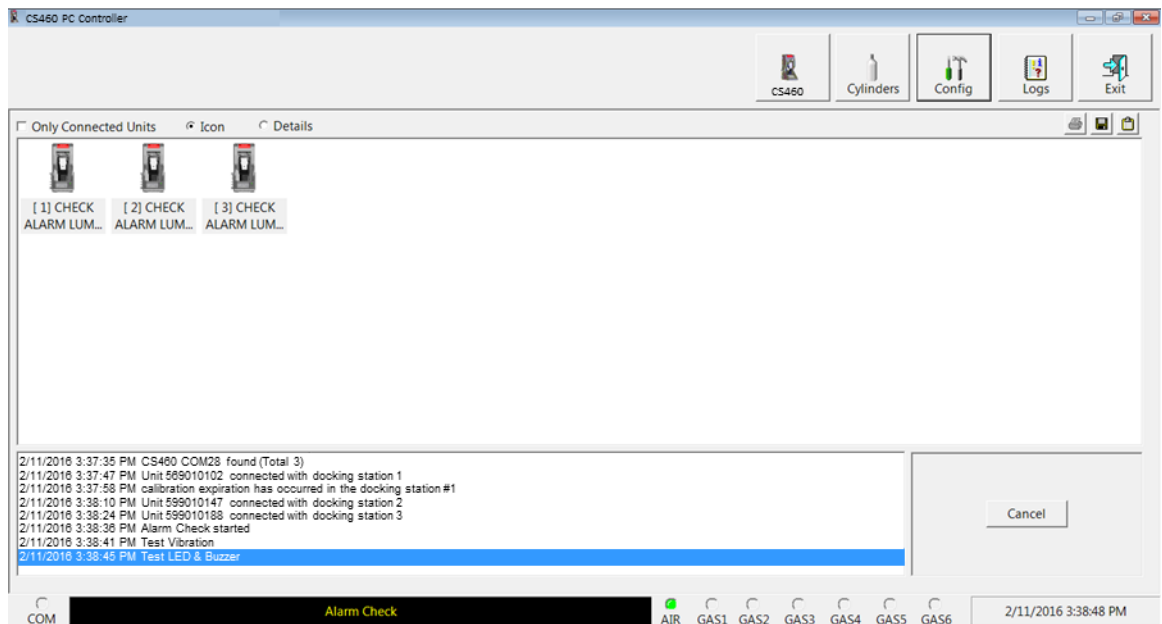 CS460 PC Controller
CS460 Cylinders Config Logs Exit
Only Connected Units Icon Details
[ 1] CHECK ALARM LUM...
[ 2] CHECK ALARM LUM...
[ 3] CHECK ALARM LUM...
2/11/2016 3:37:35 PM CS460 COM28 found (Total 3)
2/11/2016 3:37:47 PM Unit 569010102 connected with docking station 1
2/11/2016 3:37:58 PM calibration expiration has occurred in the docking station #1
2/11/2016 3:38:10 PM Unit 599010147 connected with docking station 2
2/11/2016 3:38:24 PM Unit 599010188 connected with docking station 3
2/11/2016 3:38:36 PM Alarm Check started
2/11/2016 3:38:41 PM Test Vibration
2/11/2016 3:38:45 PM Test LED & Buzzer
Cancel
COM Alarm Check AIR GAS1 GAS2 GAS3 GAS4 GAS5 GAS6 2/11/2016 3:38:48 PM